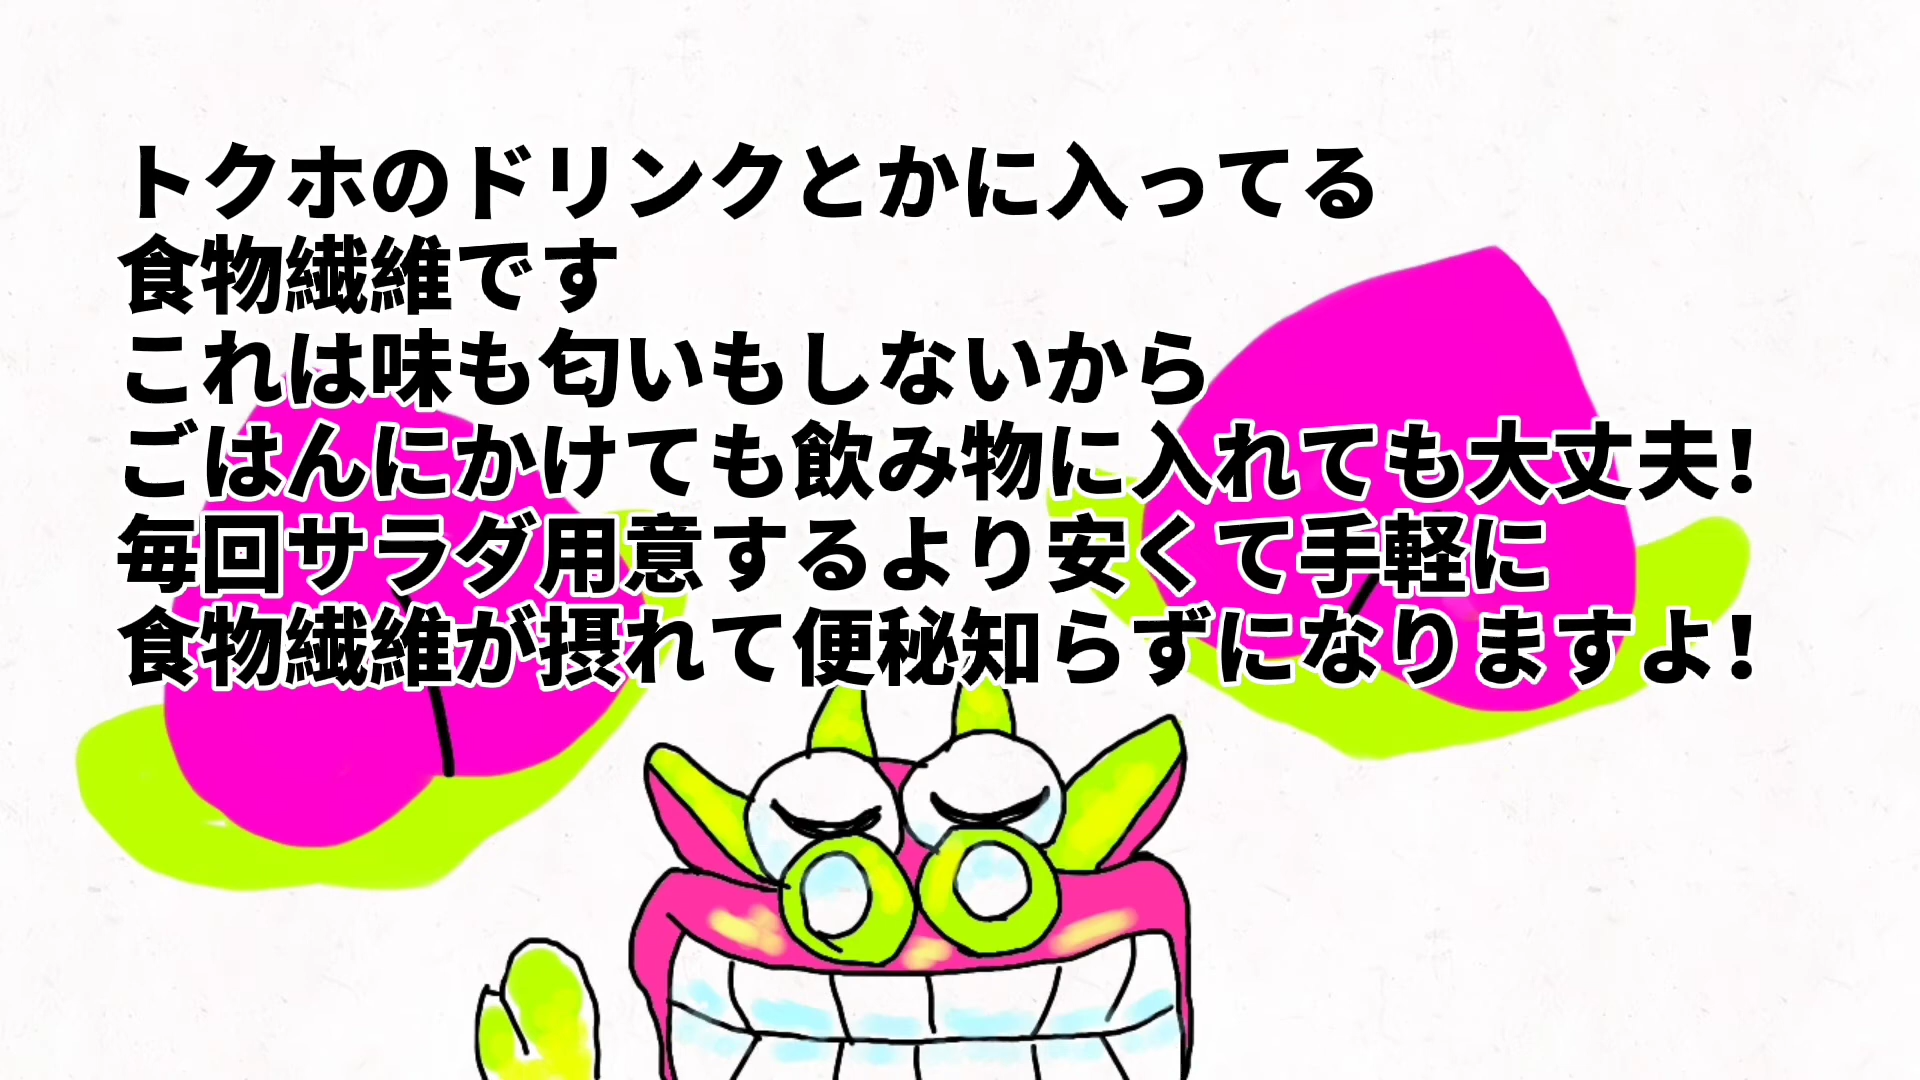 トクホのドリンクとかに入ってる
食物繊維です
これは味も匂いもしないから
ごはんにかけても飲み物に入れても大丈夫!
毎回サラダ用意するより安くて手軽に
食物繊維が摂れて便秘知らずになりますよ!